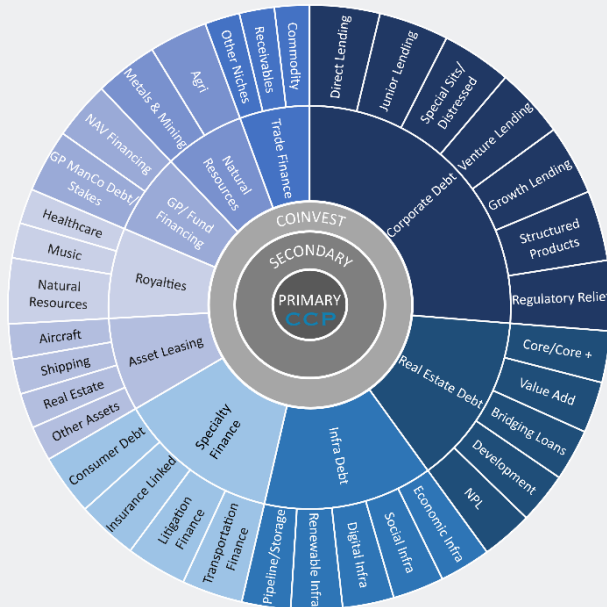 Direct Lending
Junior Lending
Special Sits/
Distressed
Venture Lending
Growth Lending
Structured
Products
Regulatory Relief
Core/Core +
Value Add
Bridging Loans
Development
NPL
Economic Infra
Social Infra
Digital Infra
Renewable Infra
Pipeline/Storage
Transportation
Finance
Litigation
Finance
Insurance Linked
Consumer Debt
Other Assets
Real Estate
Shipping
Aircraft
Natural
Resources
Music
Healthcare
GP ManCo Debt/
Stakes
NAV Financing
Metals & Mining
Agri
Other Niches
Receivables
Commodity
Corporate Debt
Real Estate Debt
Infra Debt
Specialty
Finance
Asset Leasing
Royalties
GP/ Fund
Financing
Natural
Resources
Trade Finance
COINVEST
SECONDARY
PRIMARY
CCP